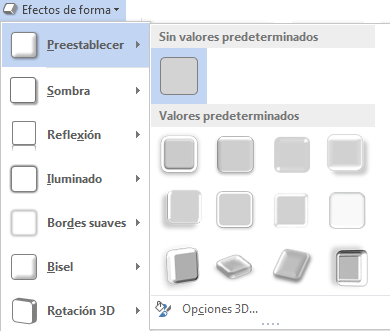 Efectos de forma
Preestablecer
Sombra
Reflexión
Iluminado
Bordes suaves
Bisel
Rotación 3D
Sin valores predeterminados
Valores predeterminados
Opciones 3D...